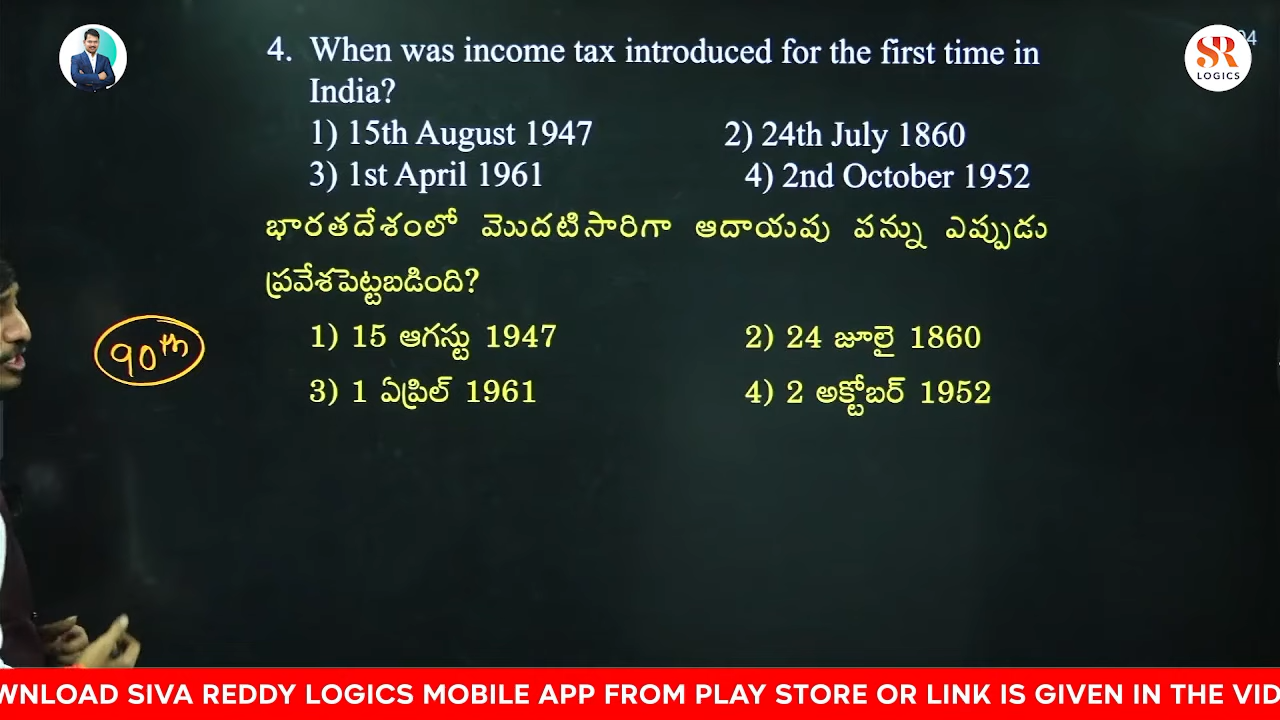 4. When was income tax introduced for the first time in
India?
1) 15th August 1947 2) 24th July 1860
3) 1st April 1961 4) 2nd October 1952
భారతదేశంలో మొదటిసారిగా ఆదాయపు పన్ను ఎప్పుడు
ప్రవేశపెట్టబడింది?
1) 15 ఆగస్టు 1947 2) 24 జూలై 1860
3) 1 ఏప్రిల్ 1961 4) 2 అక్టోబర్ 1952
90th
SR
LOGICS
WNLOAD SIVA REDDY LOGICS MOBILE APP FROM PLAY STORE OR LINK IS GIVEN IN THE VID